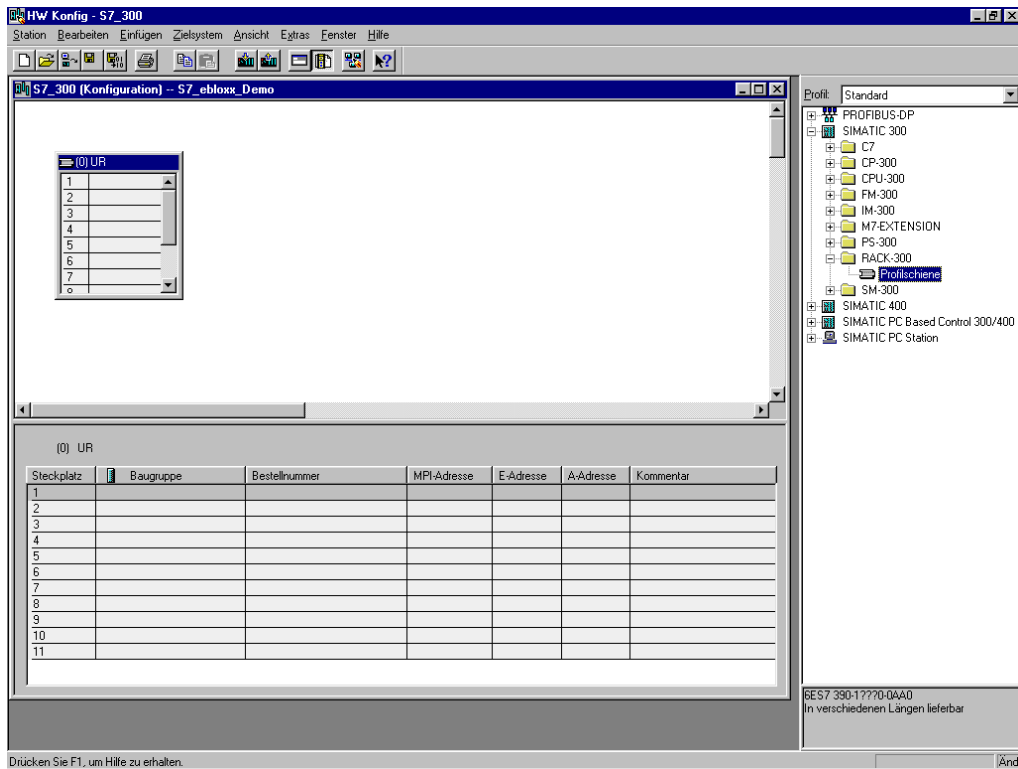 HW Konfig - S7_300
Station Bearbeiten Einfügen Zielsystem Ansicht Extras Fenster Hilfe
S7_300 (Konfiguration) -- S7_ebloxx_Demo
(0) UR
1
2
3
4
5
6
7
(0) UR
Steckplatz Baugruppe Bestellnummer MPI-Adresse E-Adresse A-Adresse Kommentar
1
2
3
4
5
6
7
8
9
10
11
Profil: Standard
PROFIBUS-DP
SIMATIC 300
C7
CP-300
CPU-300
FM-300
IM-300
M7-EXTENSION
PS-300
RACK-300
Profilschiene
SM-300
SIMATIC 400
SIMATIC PC Based Control 300/400
SIMATIC PC Station
6ES7 390-1???0-0AA0
In verschiedenen Längen lieferbar
Drücken Sie F1, um Hilfe zu erhalten.
Änd